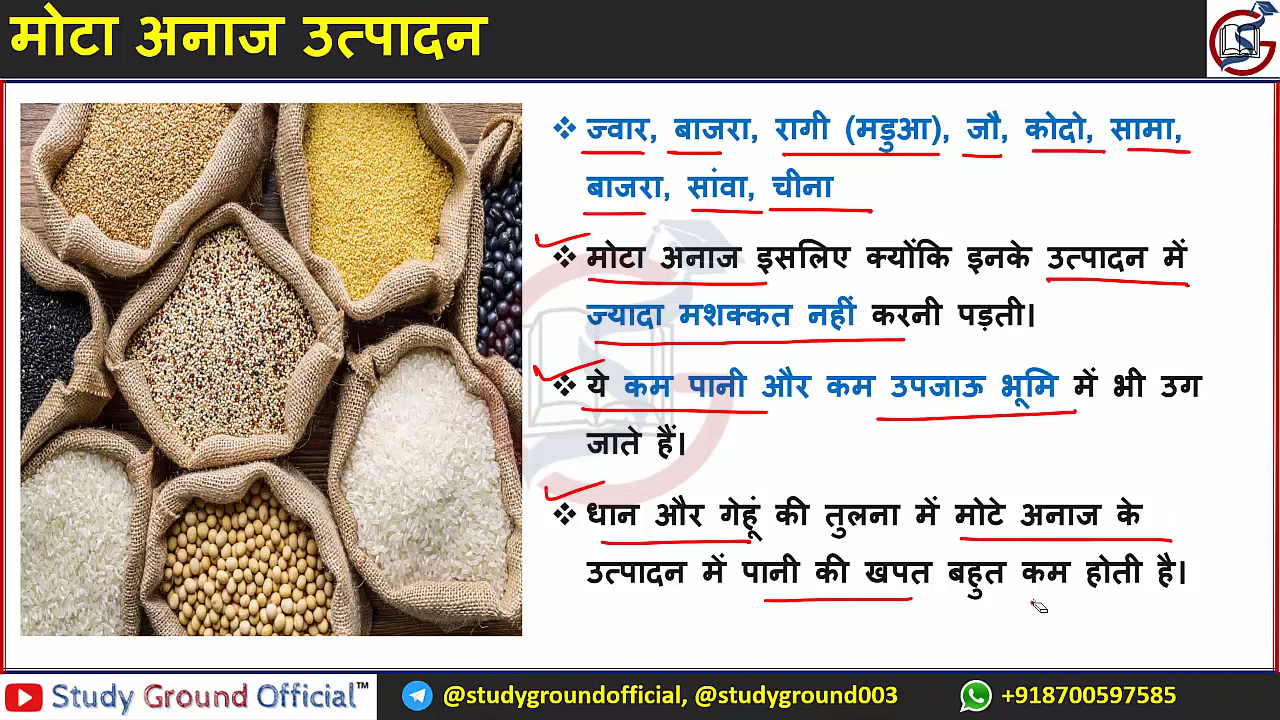 मोटा अनाज उत्पादन
❖ ज्वार, बाजरा, रागी (मडुआ), जौ, कोदो, सामा,
बाजरा, सांवा, चीना
❖ मोटा अनाज इसलिए क्योंकि इनके उत्पादन में
ज्यादा मशक्कत नहीं करनी पड़ती।
❖ ये कम पानी और कम उपजाऊ भूमि में भी उग
जाते हैं।
❖ धान और गेहूं की तुलना में मोटे अनाज के
उत्पादन में पानी की खपत बहुत कम होती है।
Study Ground Official™ @studygroundofficial, @studyground003 +918700597585